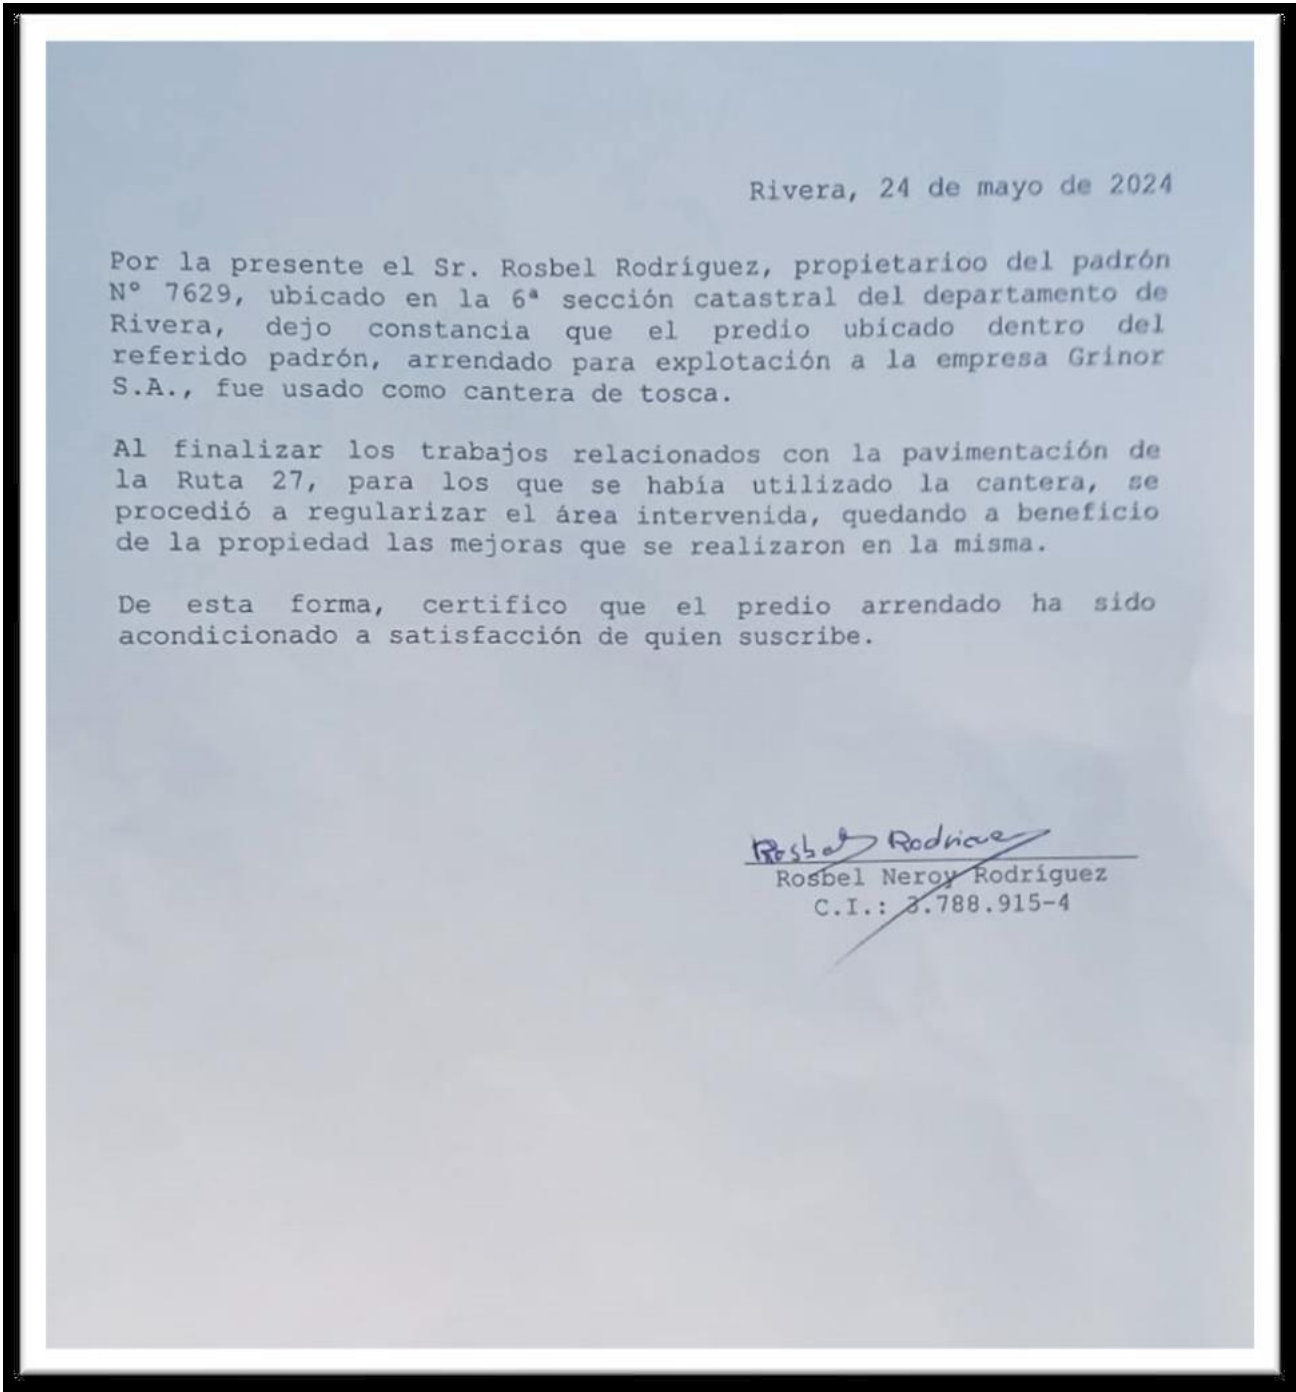 Rivera, 24 de mayo de 2024
Por la presente el Sr. Rosbel Rodríguez, propietarioo del padrón
Nº 7629, ubicado en la 6ª sección catastral del departamento de
Rivera, dejo constancia que el predio ubicado dentro del
referido padrón, arrendado para explotación a la empresa Grinor
S.A., fue usado como cantera de tosca.
Al finalizar los trabajos relacionados con la pavimentación de
la Ruta 27, para los que se había utilizado la cantera, se
procedió a regularizar el área intervenida, quedando a beneficio
de la propiedad las mejoras que se realizaron en la misma.
De esta forma, certifico que el predio arrendado ha sido
acondicionado a satisfacción de quien suscribe.
Rosbel Rodriguez
Rosbel Neroy Rodríguez
C.I.: 3.788.915-4